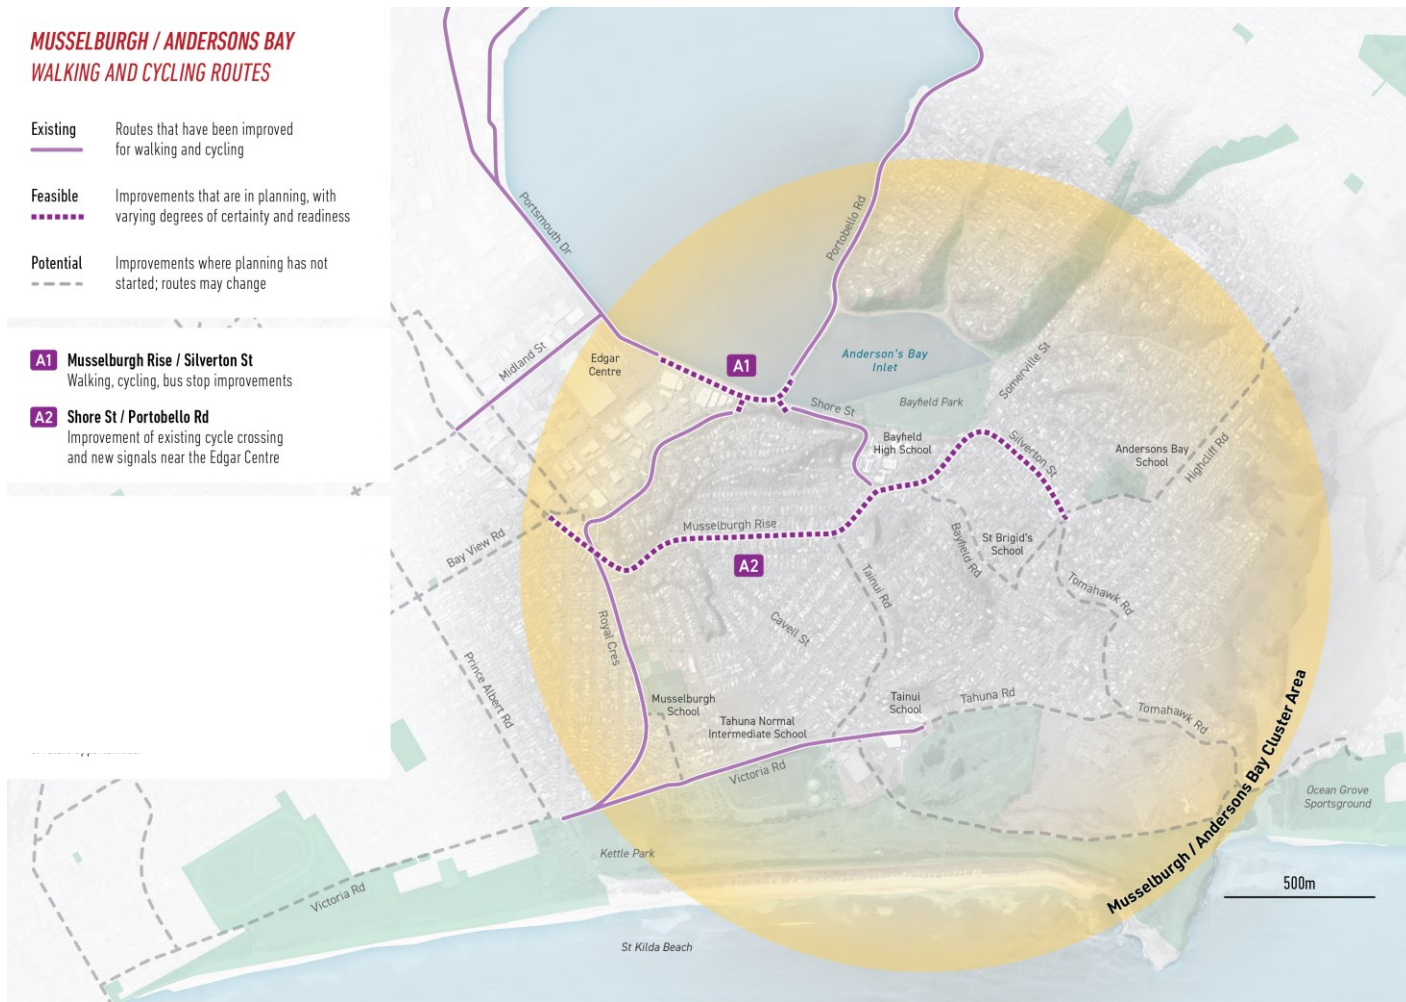 MUSSELBURGH / ANDERSONS BAY
WALKING AND CYCLING ROUTES
Existing
Routes that have been improved
for walking and cycling
Feasible
Improvements that are in planning, with
varying degrees of certainty and readiness
Potential
Improvements where planning has not
started; routes may change
A1
Musselburgh Rise / Silverton St
Walking, cycling, bus stop improvements
A2
Shore St / Portobello Rd
Improvement of existing cycle crossing
and new signals near the Edgar Centre
Portsmouth Dr
Portobello Rd
Midland St
Edgar
Centre
A1
Anderson's Bay
Inlet
Somerville St
Shore St
Bayfield Park
Bayfield
High School
Silverton St
Andersons Bay
School
Highcliff Rd
Musselburgh Rise
Bay View Rd
A2
Bayfield Rd
St Brigid's
School
Tainui Rd
Tomahawk Rd
Royal Cres
Cavell St
Prince Albert Rd
Musselburgh
School
Tahuna Normal
Intermediate School
Tainui
School
Tahuna Rd
Tomahawk Rd
Victoria Rd
Musselburgh / Andersons Bay Cluster Area
Ocean Grove
Sportsground
Kettle Park
Victoria Rd
500m
St Kilda Beach